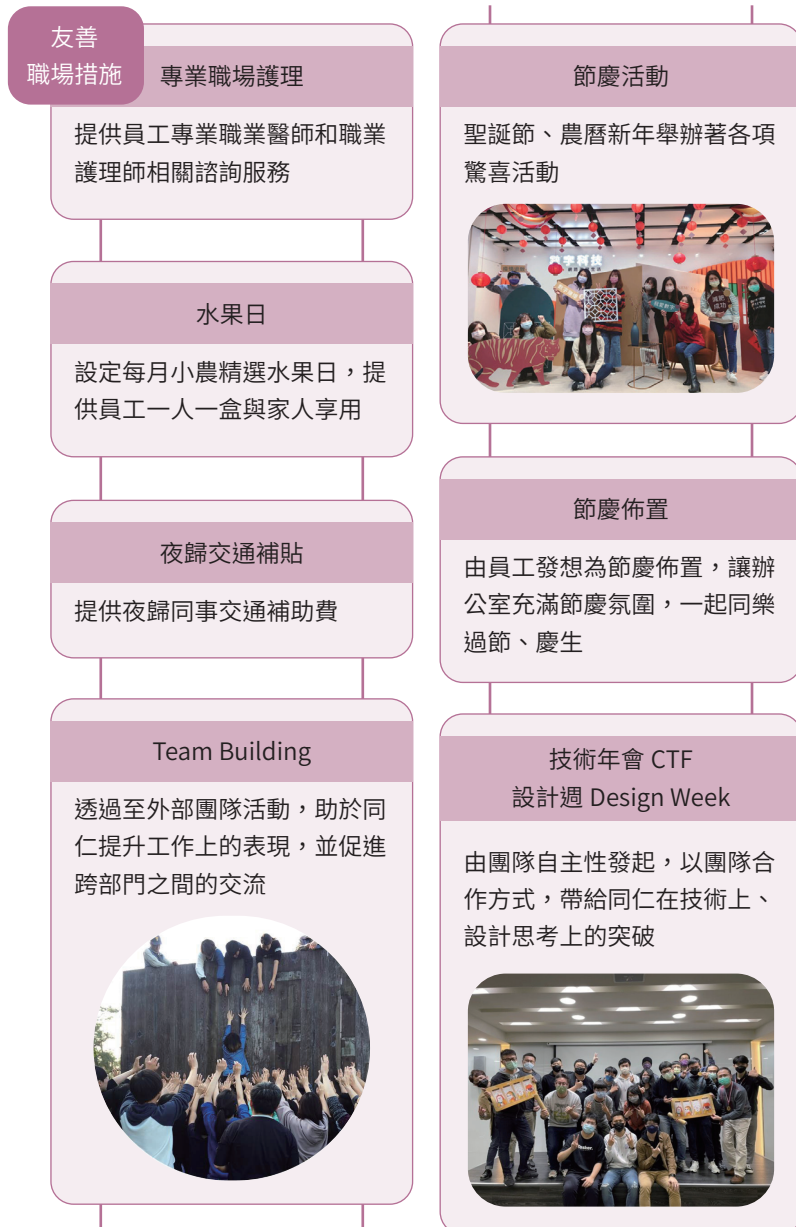 友善
職場措施
專業職場護理
提供員工專業職業醫師和職業
護理師相關諮詢服務
水果日
設定每月小農精選水果日，提
供員工一人一盒與家人享用
夜歸交通補貼
提供夜歸同事交通補助費
Team Building
透過至外部團隊活動，助於同
仁提升工作上的表現，並促進
跨部門之間的交流
節慶活動
聖誕節、農曆新年舉辦著各項
驚喜活動
數字科技
減肥
成功
節慶佈置
由員工發想為節慶佈置，讓辦
公室充滿節慶氛圍，一起同樂
過節、慶生
技術年會 CTF
設計週 Design Week
由團隊自主性發起，以團隊合
作方式，帶給同仁在技術上、
設計思考上的突破